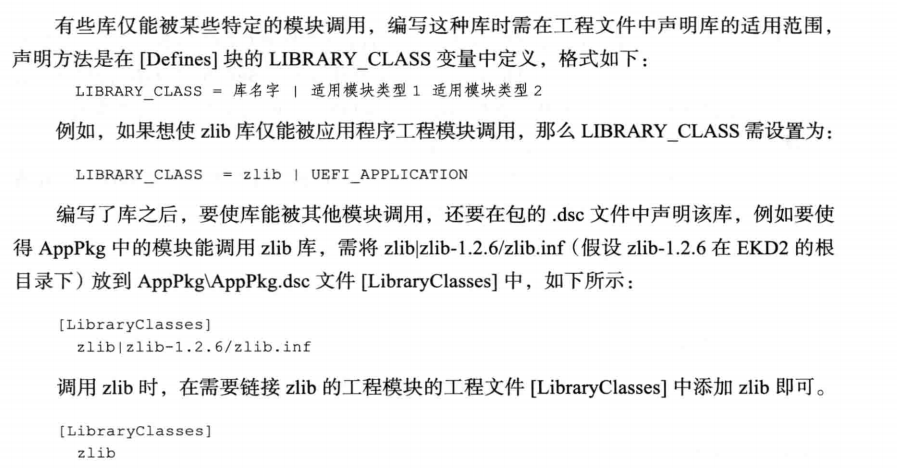 有些库仅能被某些特定的模块调用，编写这种库时需在工程文件中声明库的适用范围，
声明方法是在 [Defines] 块的 LIBRARY_CLASS 变量中定义，格式如下：
LIBRARY_CLASS = 库名字 | 适用模块类型 1 适用模块类型 2
例如，如果想使 zlib 库仅能被应用程序工程模块调用，那么 LIBRARY_CLASS 需设置为：
LIBRARY_CLASS = zlib | UEFI_APPLICATION
编写了库之后，要使库能被其他模块调用，还要在包的 .dsc 文件中声明该库，例如要使
得 AppPkg 中的模块能调用 zlib 库，需将 zlib|zlib-1.2.6/zlib.inf（假设 zlib-1.2.6 在 EKD2 的根
目录下）放到 AppPkg\AppPkg.dsc 文件 [LibraryClasses] 中，如下所示：
[LibraryClasses]
zlib|zlib-1.2.6/zlib.inf
调用 zlib 时，在需要链接 zlib 的工程模块的工程文件 [LibraryClasses] 中添加 zlib 即可。
[LibraryClasses]
zlib